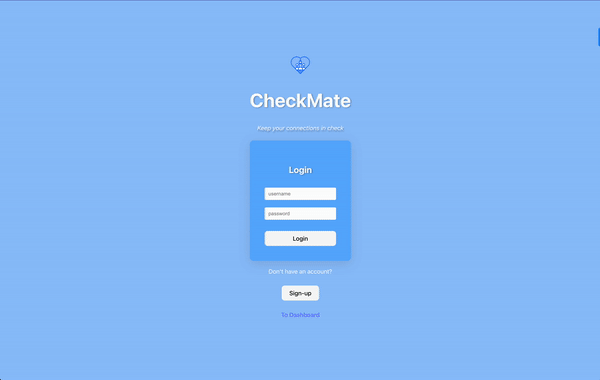 CheckMate
Keep your connections in check
Login
username
password
Login
Don't have an account?
Sign-up
To Dashboard